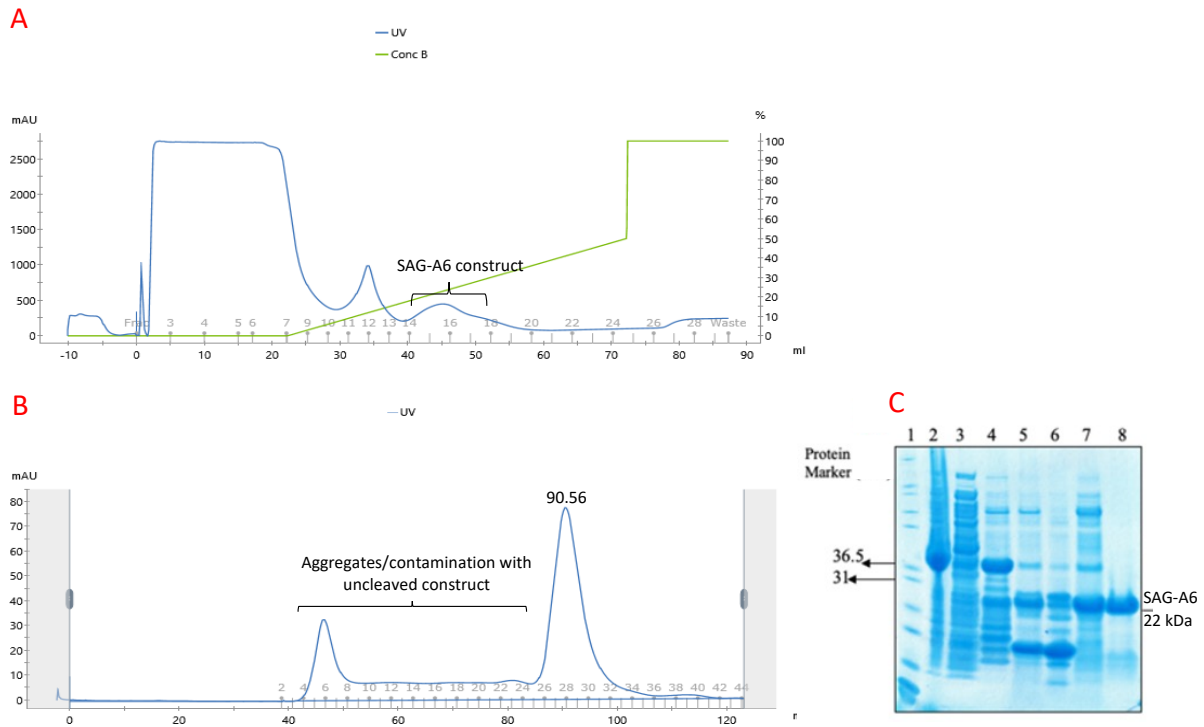 A
UV
Conc B
mAU
%
2500
2000
1500
1000
500
0
100
90
80
70
60
50
40
30
20
10
0
SAG-A6 construct
3 4 5 6 7 9 10 11 12 13 14 16 18 20 22 24 26 28 Waste
-10 0 10 20 30 40 50 60 70 80 90
ml
B
UV
mAU
80
70
60
50
40
30
20
10
0
90.56
Aggregates/contamination with
uncleaved construct
2 4 6 8 10 12 14 16 18 20 22 24 26 28 30 32 34 36 38 40 42 44
0 20 40 60 80 100 120
C
1 2 3 4 5 6 7 8
Protein
Marker
36.5
31
SAG-A6
22 kDa